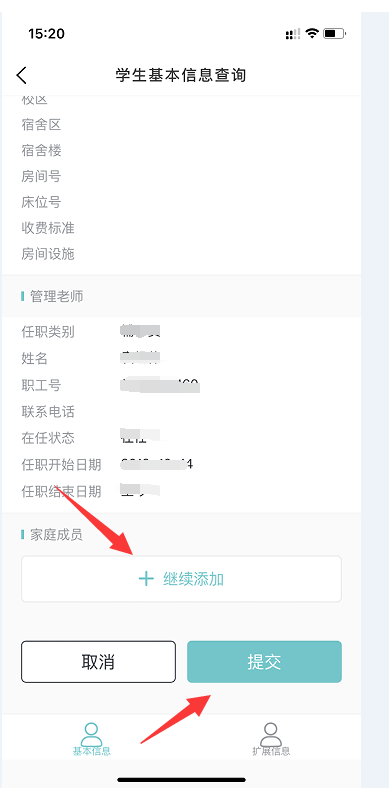 15:20
学生基本信息查询
校区
宿舍区
宿舍楼
房间号
床位号
收费标准
房间设施
管理老师
任职类别
姓名
职工号
联系电话
在任状态
任职开始日期
任职结束日期
家庭成员
+ 继续添加
取消 提交
基本信息 扩展信息